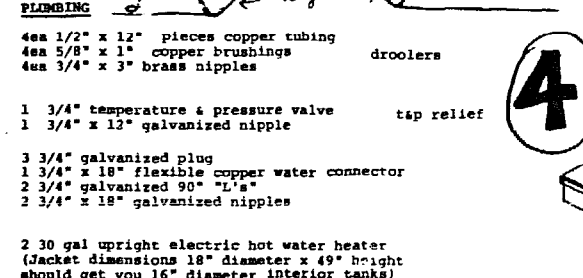 PLUMBING
4ea 1/2" x 12" pieces copper tubing
4ea 5/8" x 1" copper brushings
droolers
4ea 3/4" x 3" brass nipples
1 3/4" temperature & pressure valve
t&p relief
1 3/4" x 12" galvanized nipple
4
3 3/4" galvanized plug
1 3/4" x 18" flexible copper water connector
2 3/4" galvanized 90° "L's"
2 3/4" x 18" galvanized nipples
2 30 gal upright electric hot water heater
(Jacket dimensions 18" diameter x 49" height
should get you 16" diameter interior tanks)